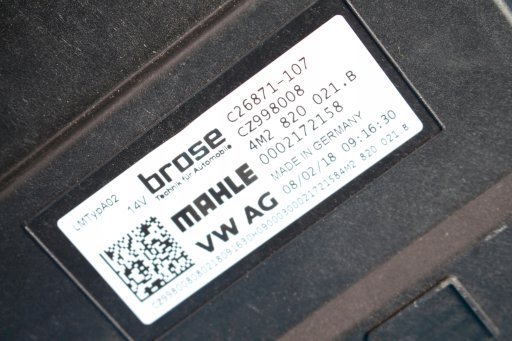 LMTypA02 14V
brose
Technik für Automobile
MAHLE
VW AG
C26871-107
CZ998008
4M2 820 021.B
0002172158
MADE IN GERMANY
08/02/18 09:16:30